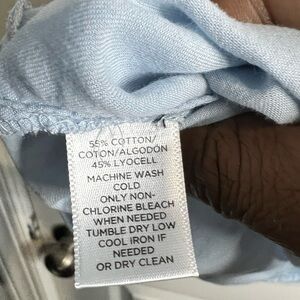 55% COTTON/
COTON/ALGODÓN
45% LYOCELL
MACHINE WASH
COLD
ONLY NON-
CHLORINE BLEACH
WHEN NEEDED
TUMBLE DRY LOW
COOL IRON IF
NEEDED
OR DRY CLEAN